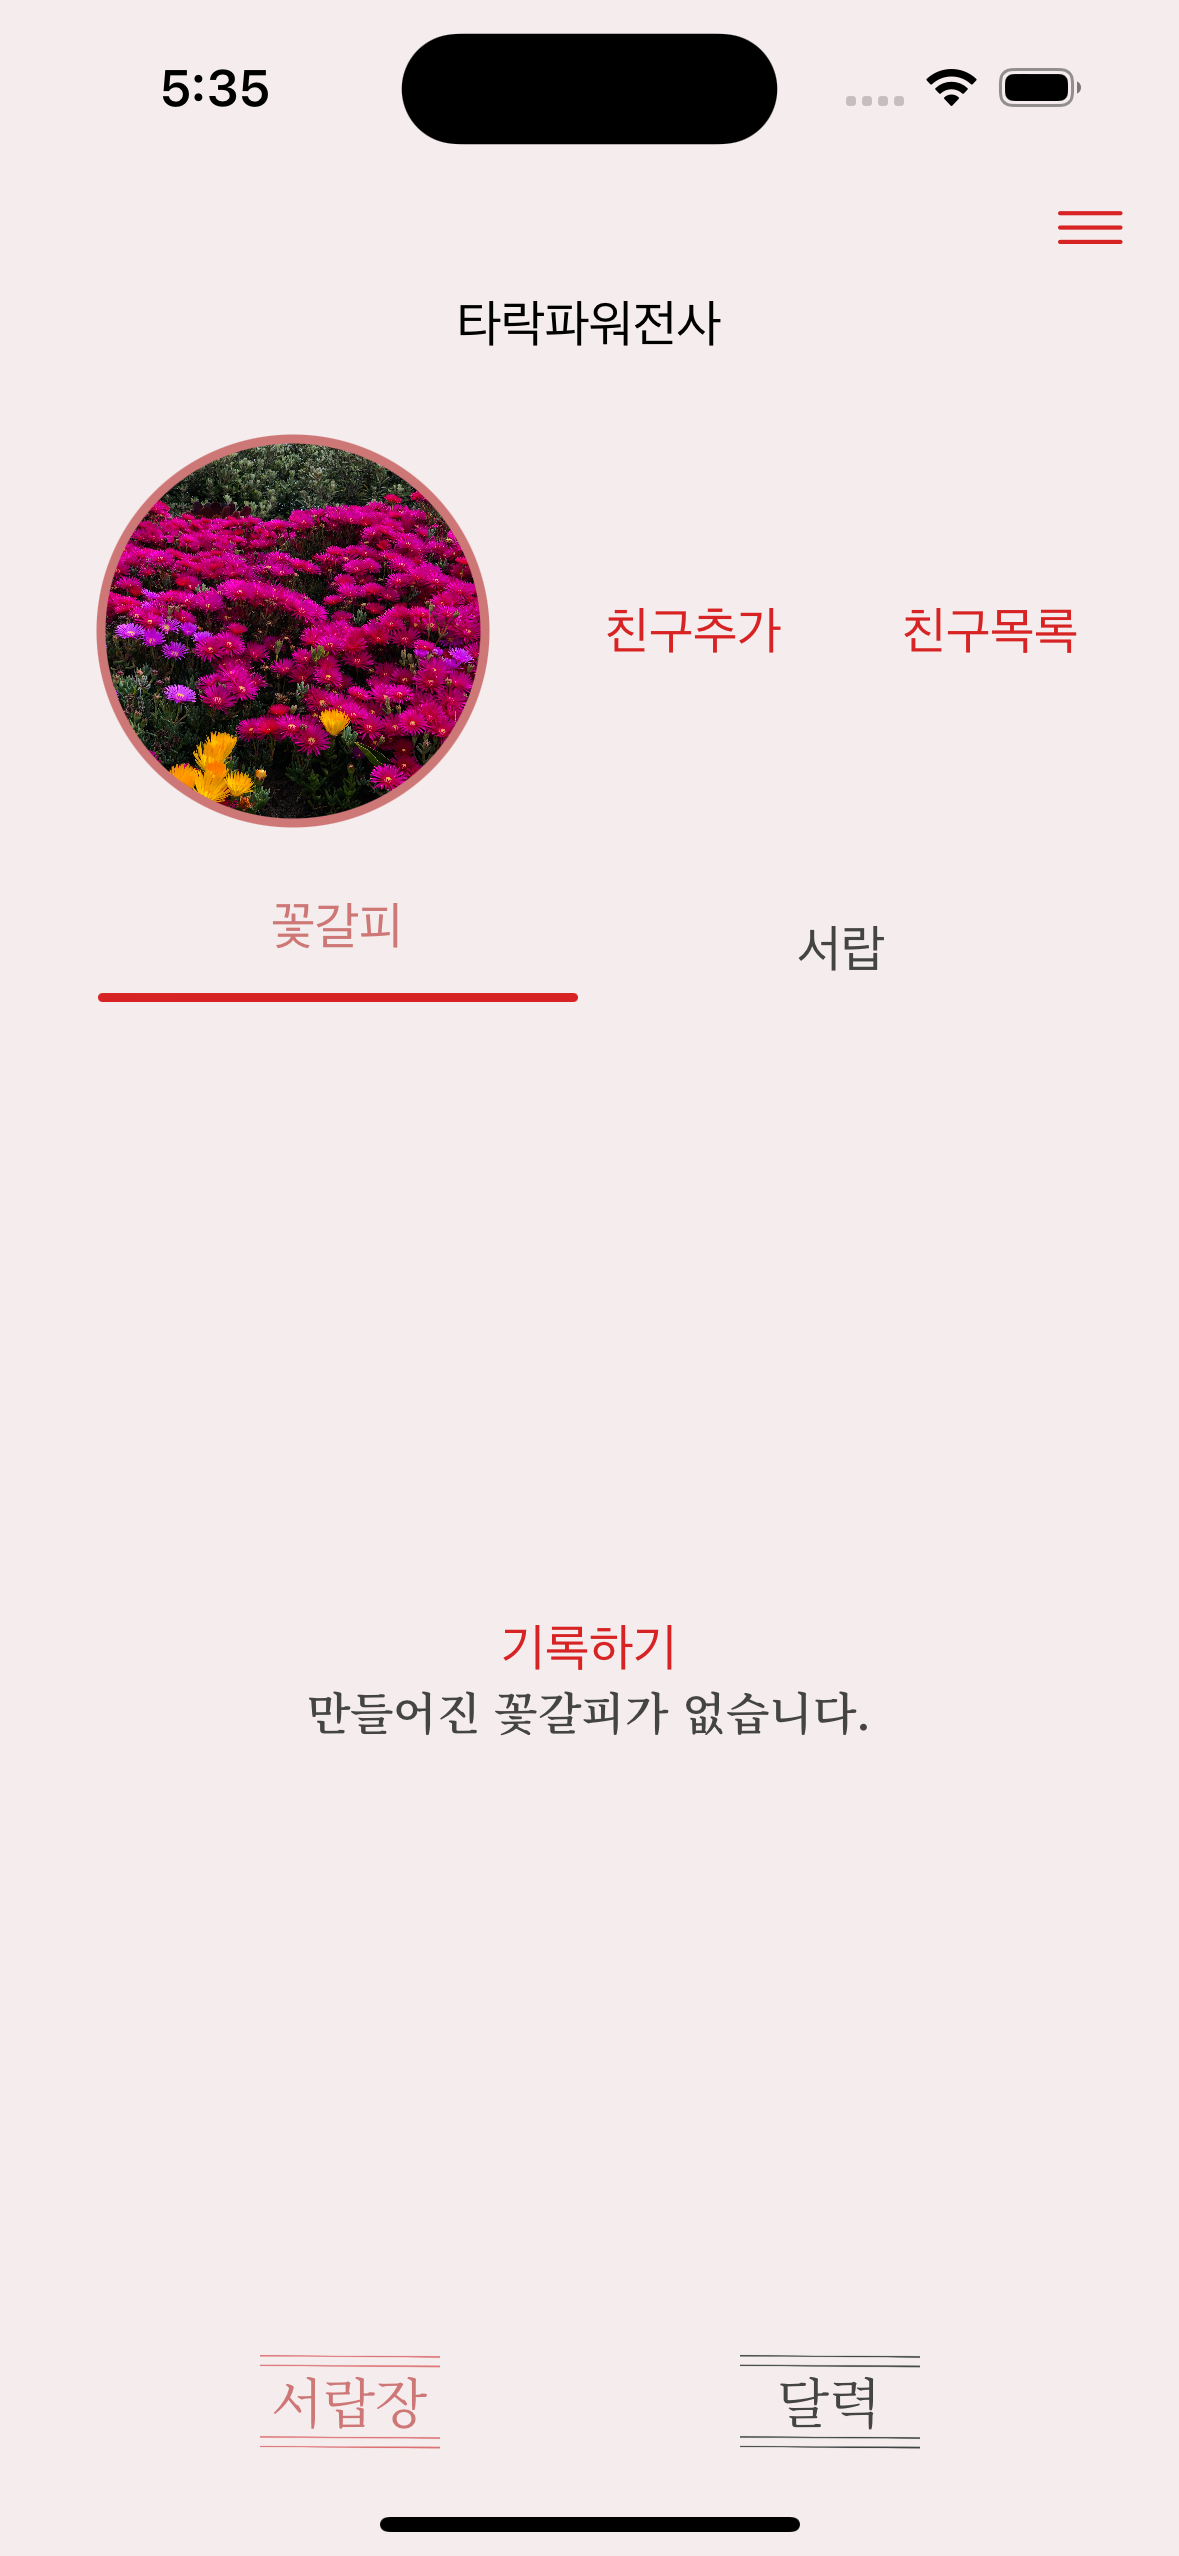 5:35
타락파워전사
친구추가 친구목록
꽃갈피 서랍
기록하기
만들어진 꽃갈피가 없습니다.
서랍장 달력